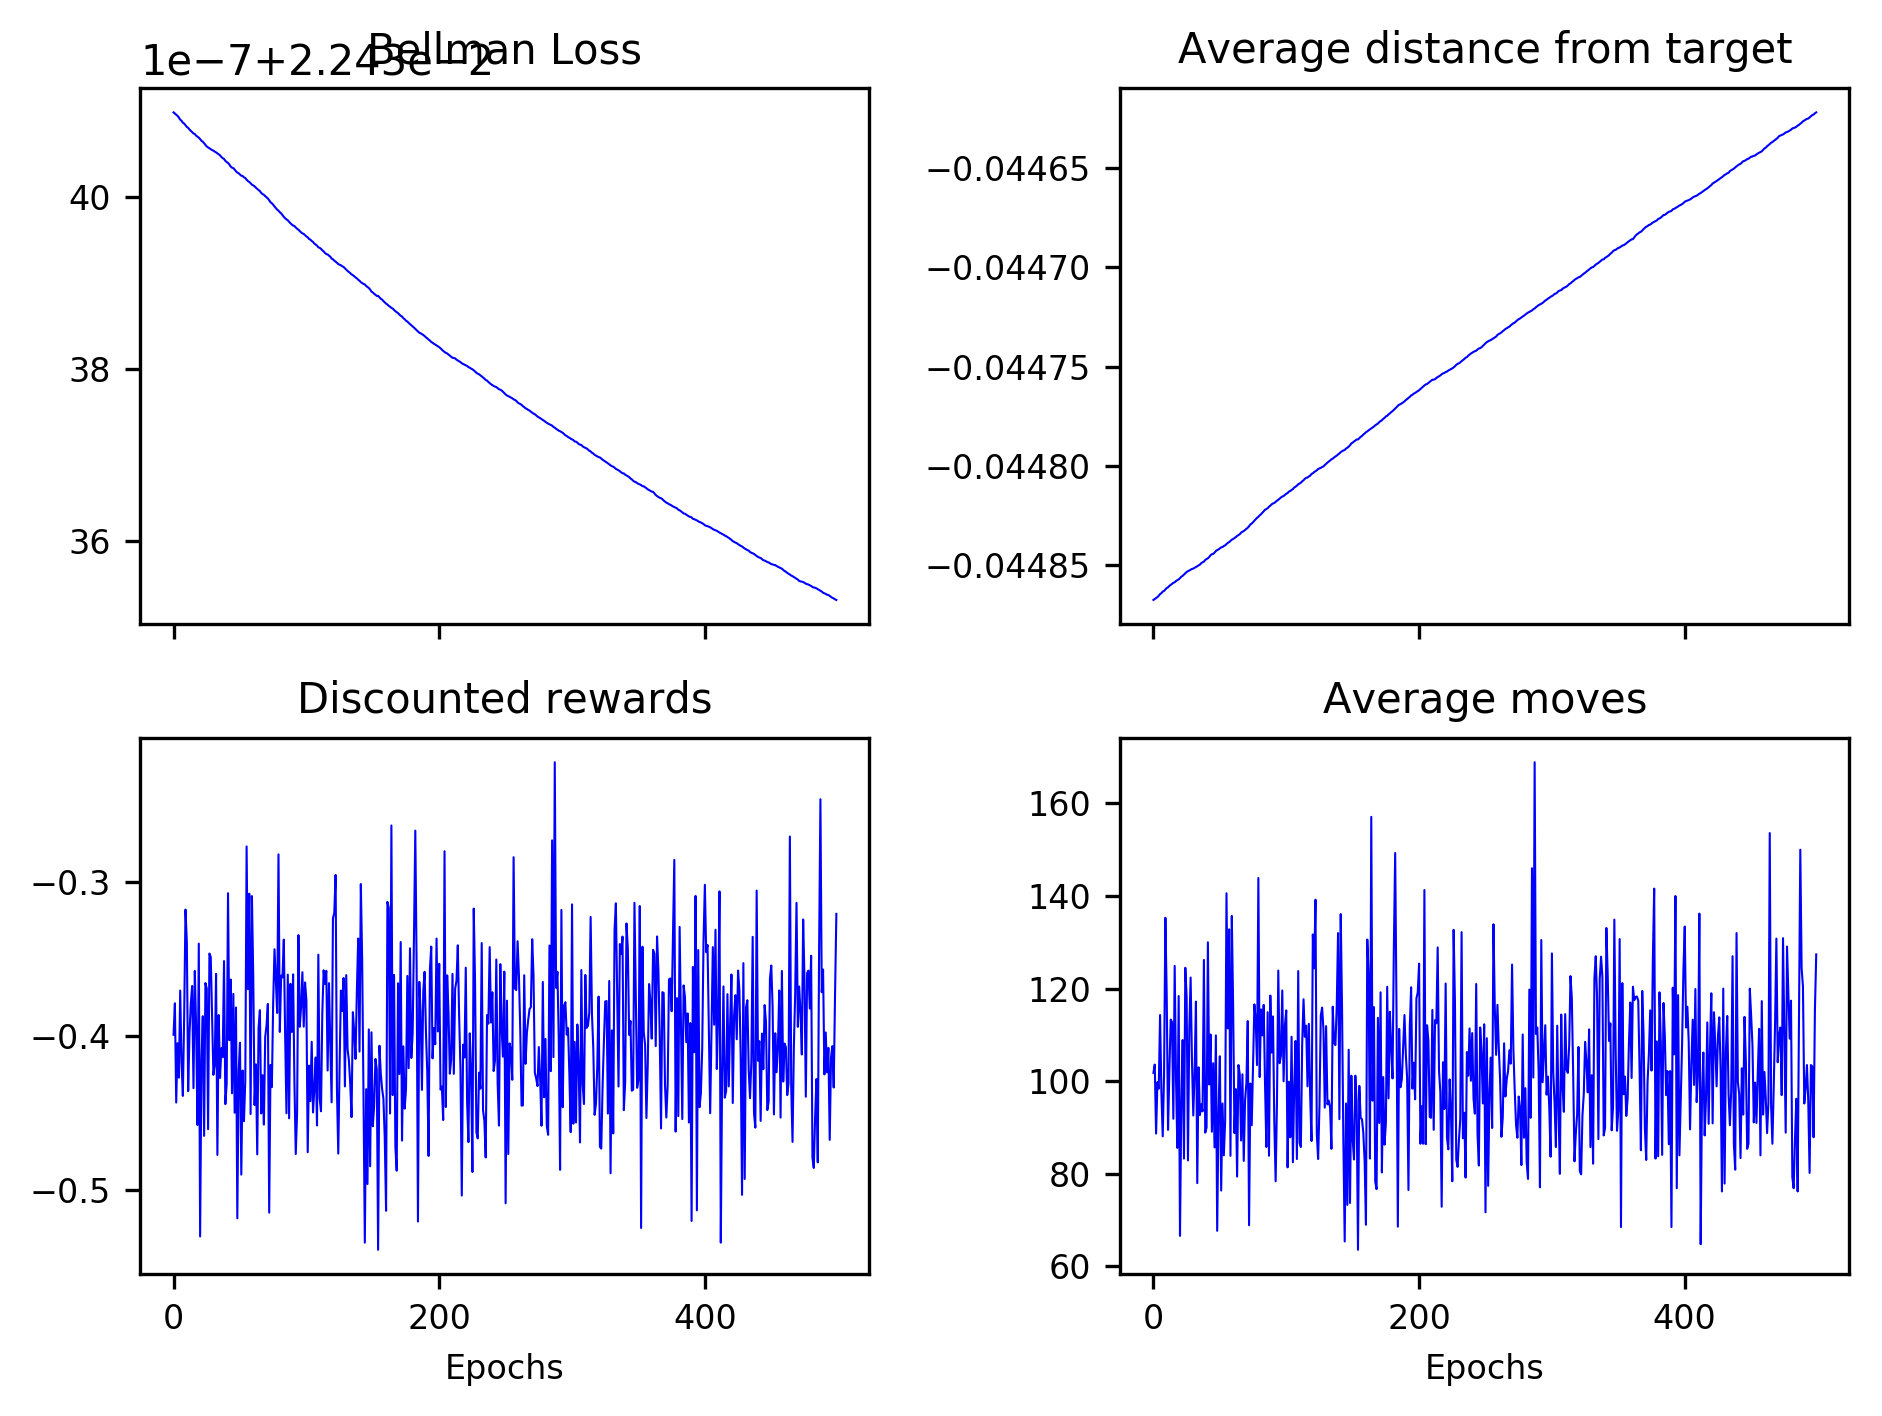 Bellman Loss
1e−7+2.243e−2
40
38
36
Average distance from target
−0.04465
−0.04470
−0.04475
−0.04480
−0.04485
Discounted rewards
−0.3
−0.4
−0.5
0 200 400
Epochs
Average moves
160
140
120
100
80
60
0 200 400
Epochs